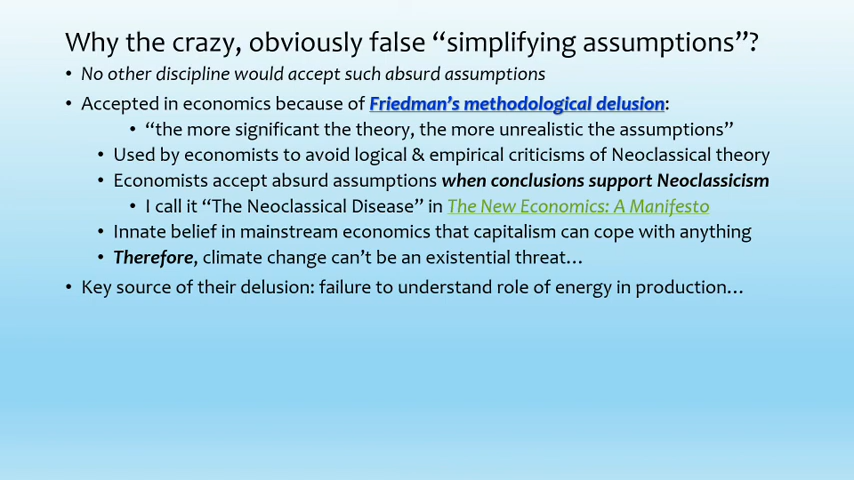 Why the crazy, obviously false “simplifying assumptions”?
• No other discipline would accept such absurd assumptions
• Accepted in economics because of Friedman’s methodological delusion:
• “the more significant the theory, the more unrealistic the assumptions”
• Used by economists to avoid logical & empirical criticisms of Neoclassical theory
• Economists accept absurd assumptions when conclusions support Neoclassicism
• I call it “The Neoclassical Disease” in The New Economics: A Manifesto
• Innate belief in mainstream economics that capitalism can cope with anything
• Therefore, climate change can’t be an existential threat…
• Key source of their delusion: failure to understand role of energy in production…